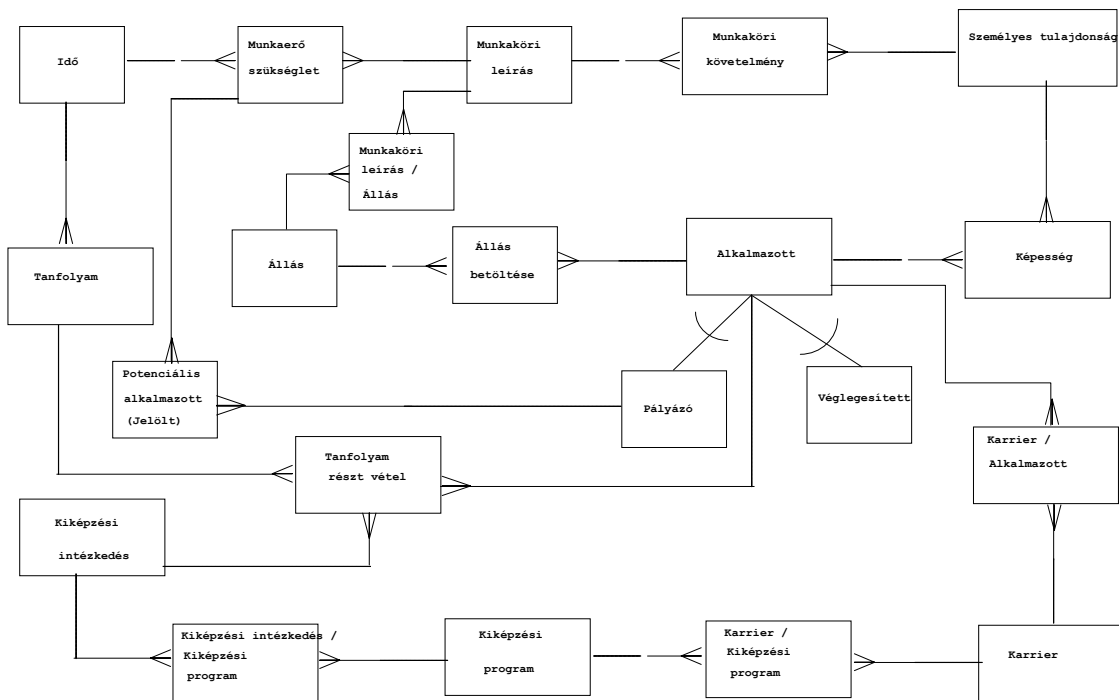 Idő
Munkaerő
szükséglet
Munkaköri
leírás
Munkaköri
követelmény
Személyes tulajdonság
Munkaköri
leírás /
Állás
Tanfolyam
Állás
Állás
betöltése
Alkalmazott
Képesség
Potenciális
alkalmazott
(Jelölt)
Pályázó
Véglegesített
Tanfolyam
részt vétel
Karrier /
Alkalmazott
Kiképzési
intézkedés
Kiképzési intézkedés /
Kiképzési
program
Kiképzési
program
Karrier /
Kiképzési
program
Karrier